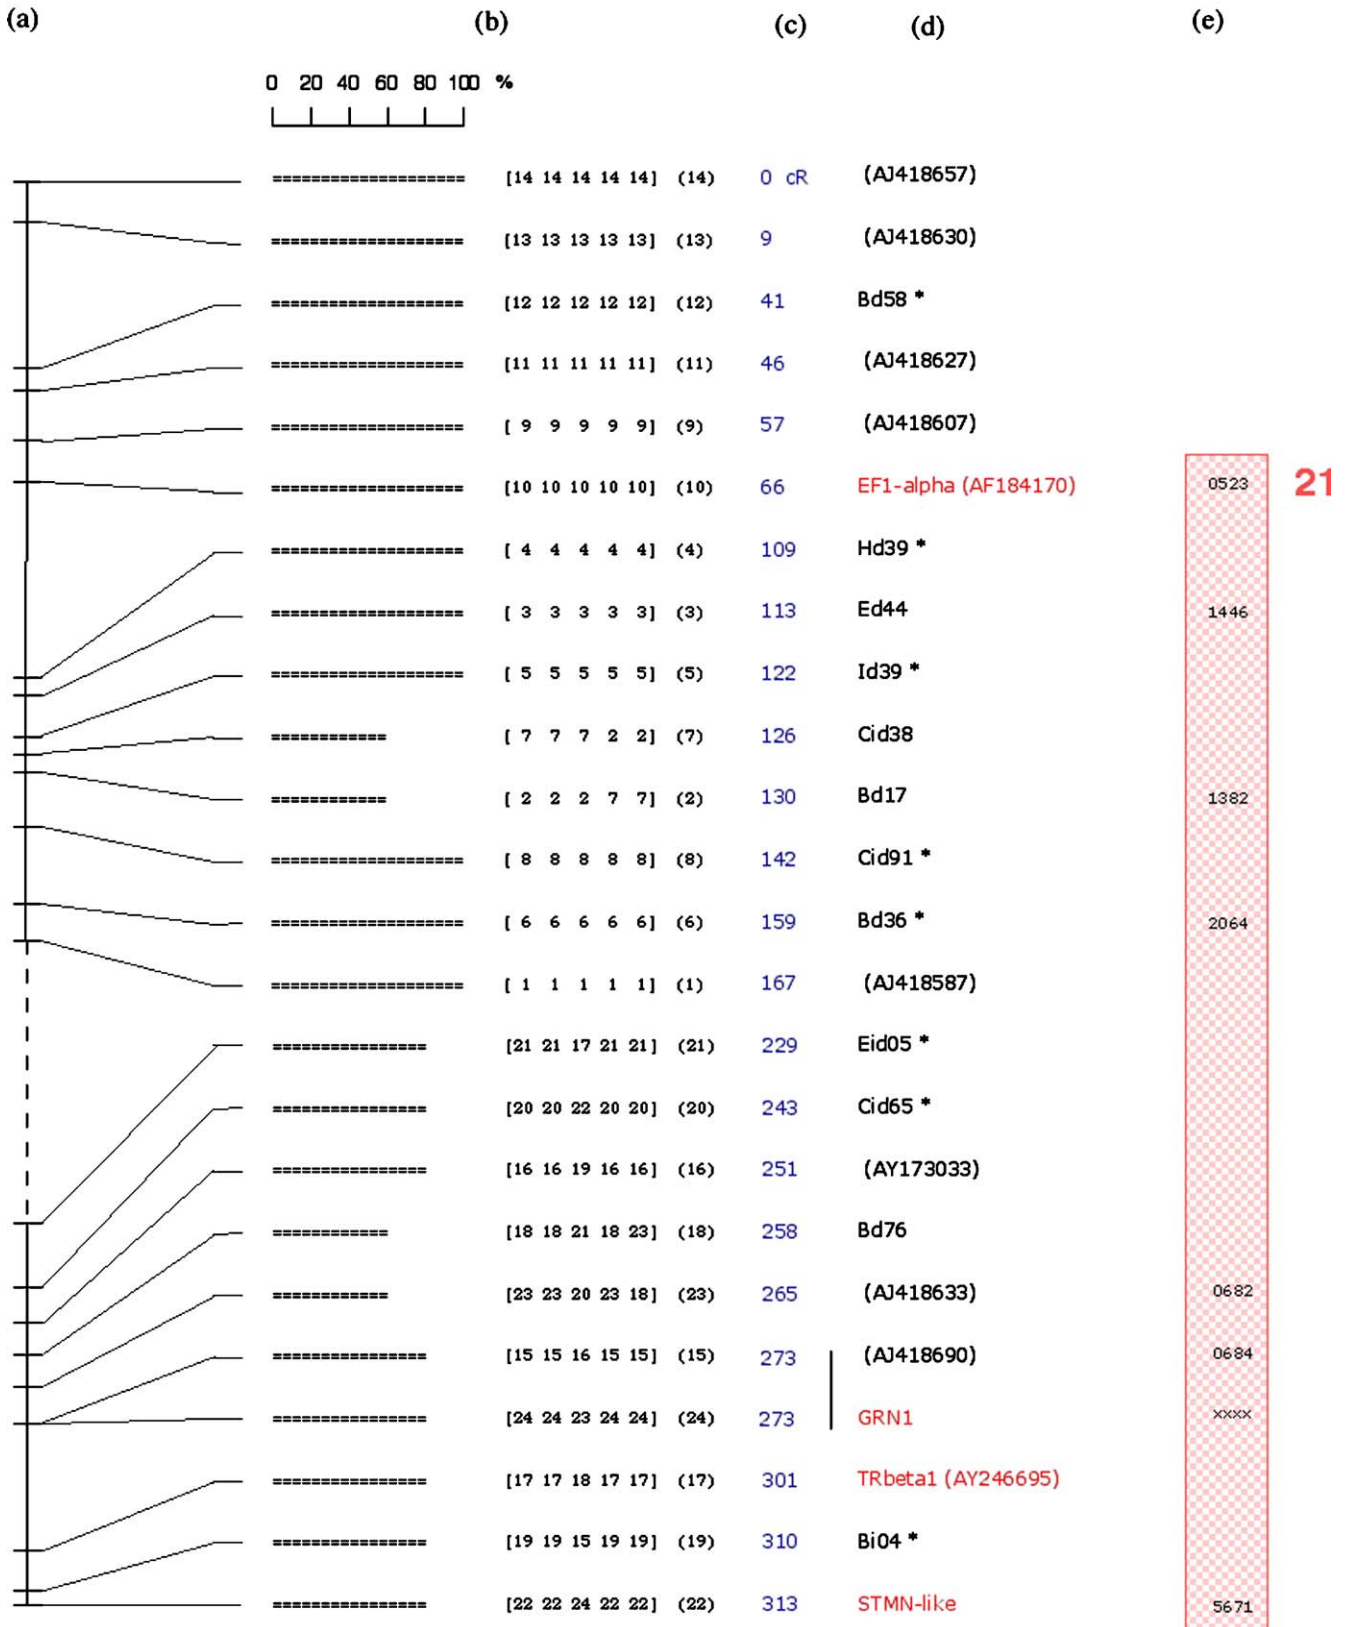 (a) (b) (c) (d) (e)
0 20 40 60 80 100 %
[14 14 14 14 14] (14) 0 cR (AJ418657)
[13 13 13 13 13] (13) 9 (AJ418630)
[12 12 12 12 12] (12) 41 Bd58 *
[11 11 11 11 11] (11) 46 (AJ418627)
[ 9 9 9 9 9] (9) 57 (AJ418607)
[10 10 10 10 10] (10) 66 EF1-alpha (AF184170) 0523 21
[ 4 4 4 4 4] (4) 109 Hd39 *
[ 3 3 3 3 3] (3) 113 Ed44 1446
[ 5 5 5 5 5] (5) 122 Id39 *
[ 7 7 7 2 2] (7) 126 Cid38
[ 2 2 2 7 7] (2) 130 Bd17 1382
[ 8 8 8 8 8] (8) 142 Cid91 *
[ 6 6 6 6 6] (6) 159 Bd36 * 2064
[ 1 1 1 1 1] (1) 167 (AJ418587)
[21 21 17 21 21] (21) 229 Eid05 *
[20 20 22 20 20] (20) 243 Cid65 *
[16 16 19 16 16] (16) 251 (AY173033)
[18 18 21 18 23] (18) 258 Bd76
[23 23 20 23 18] (23) 265 (AJ418633) 0682
[15 15 16 15 15] (15) 273 (AJ418690) 0684
[24 24 23 24 24] (24) 273 GRN1 xxxx
[17 17 18 17 17] (17) 301 TRbeta1 (AY246695)
[19 19 15 19 19] (19) 310 Bi04 *
[22 22 24 22 22] (22) 313 STMN-like 5671